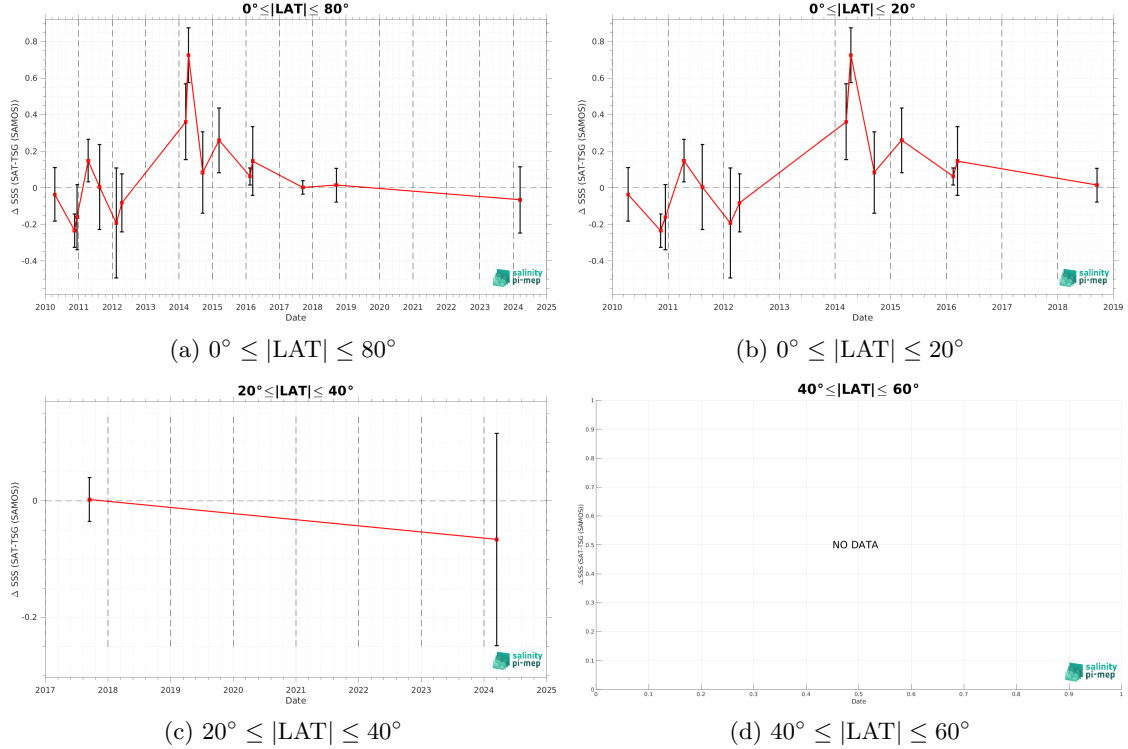 0°≤|LAT|≤ 80°
Δ SSS (SAT-TSG (SAMOS))
0.8
0.6
0.4
0.2
0
-0.2
-0.4
2010 2011 2012 2013 2014 2015 2016 2017 2018 2019 2020 2021 2022 2023 2024 2025
Date
salinity
pi-mep
(a) 0° ≤ |LAT| ≤ 80°
0°≤|LAT|≤ 20°
Δ SSS (SAT-TSG (SAMOS))
0.8
0.6
0.4
0.2
0
-0.2
-0.4
2010 2011 2012 2013 2014 2015 2016 2017 2018 2019
Date
salinity
pi-mep
(b) 0° ≤ |LAT| ≤ 20°
20°≤|LAT|≤ 40°
Δ SSS (SAT-TSG (SAMOS))
0
-0.2
2017 2018 2019 2020 2021 2022 2023 2024 2025
Date
salinity
pi-mep
(c) 20° ≤ |LAT| ≤ 40°
40°≤|LAT|≤ 60°
Δ SSS (SAT-TSG (SAMOS))
1
0.9
0.8
0.7
0.6
0.5
0.4
0.3
0.2
0.1
0
NO DATA
0 0.1 0.2 0.3 0.4 0.5 0.6 0.7 0.8 0.9 1
Date
salinity
pi-mep
(d) 40° ≤ |LAT| ≤ 60°